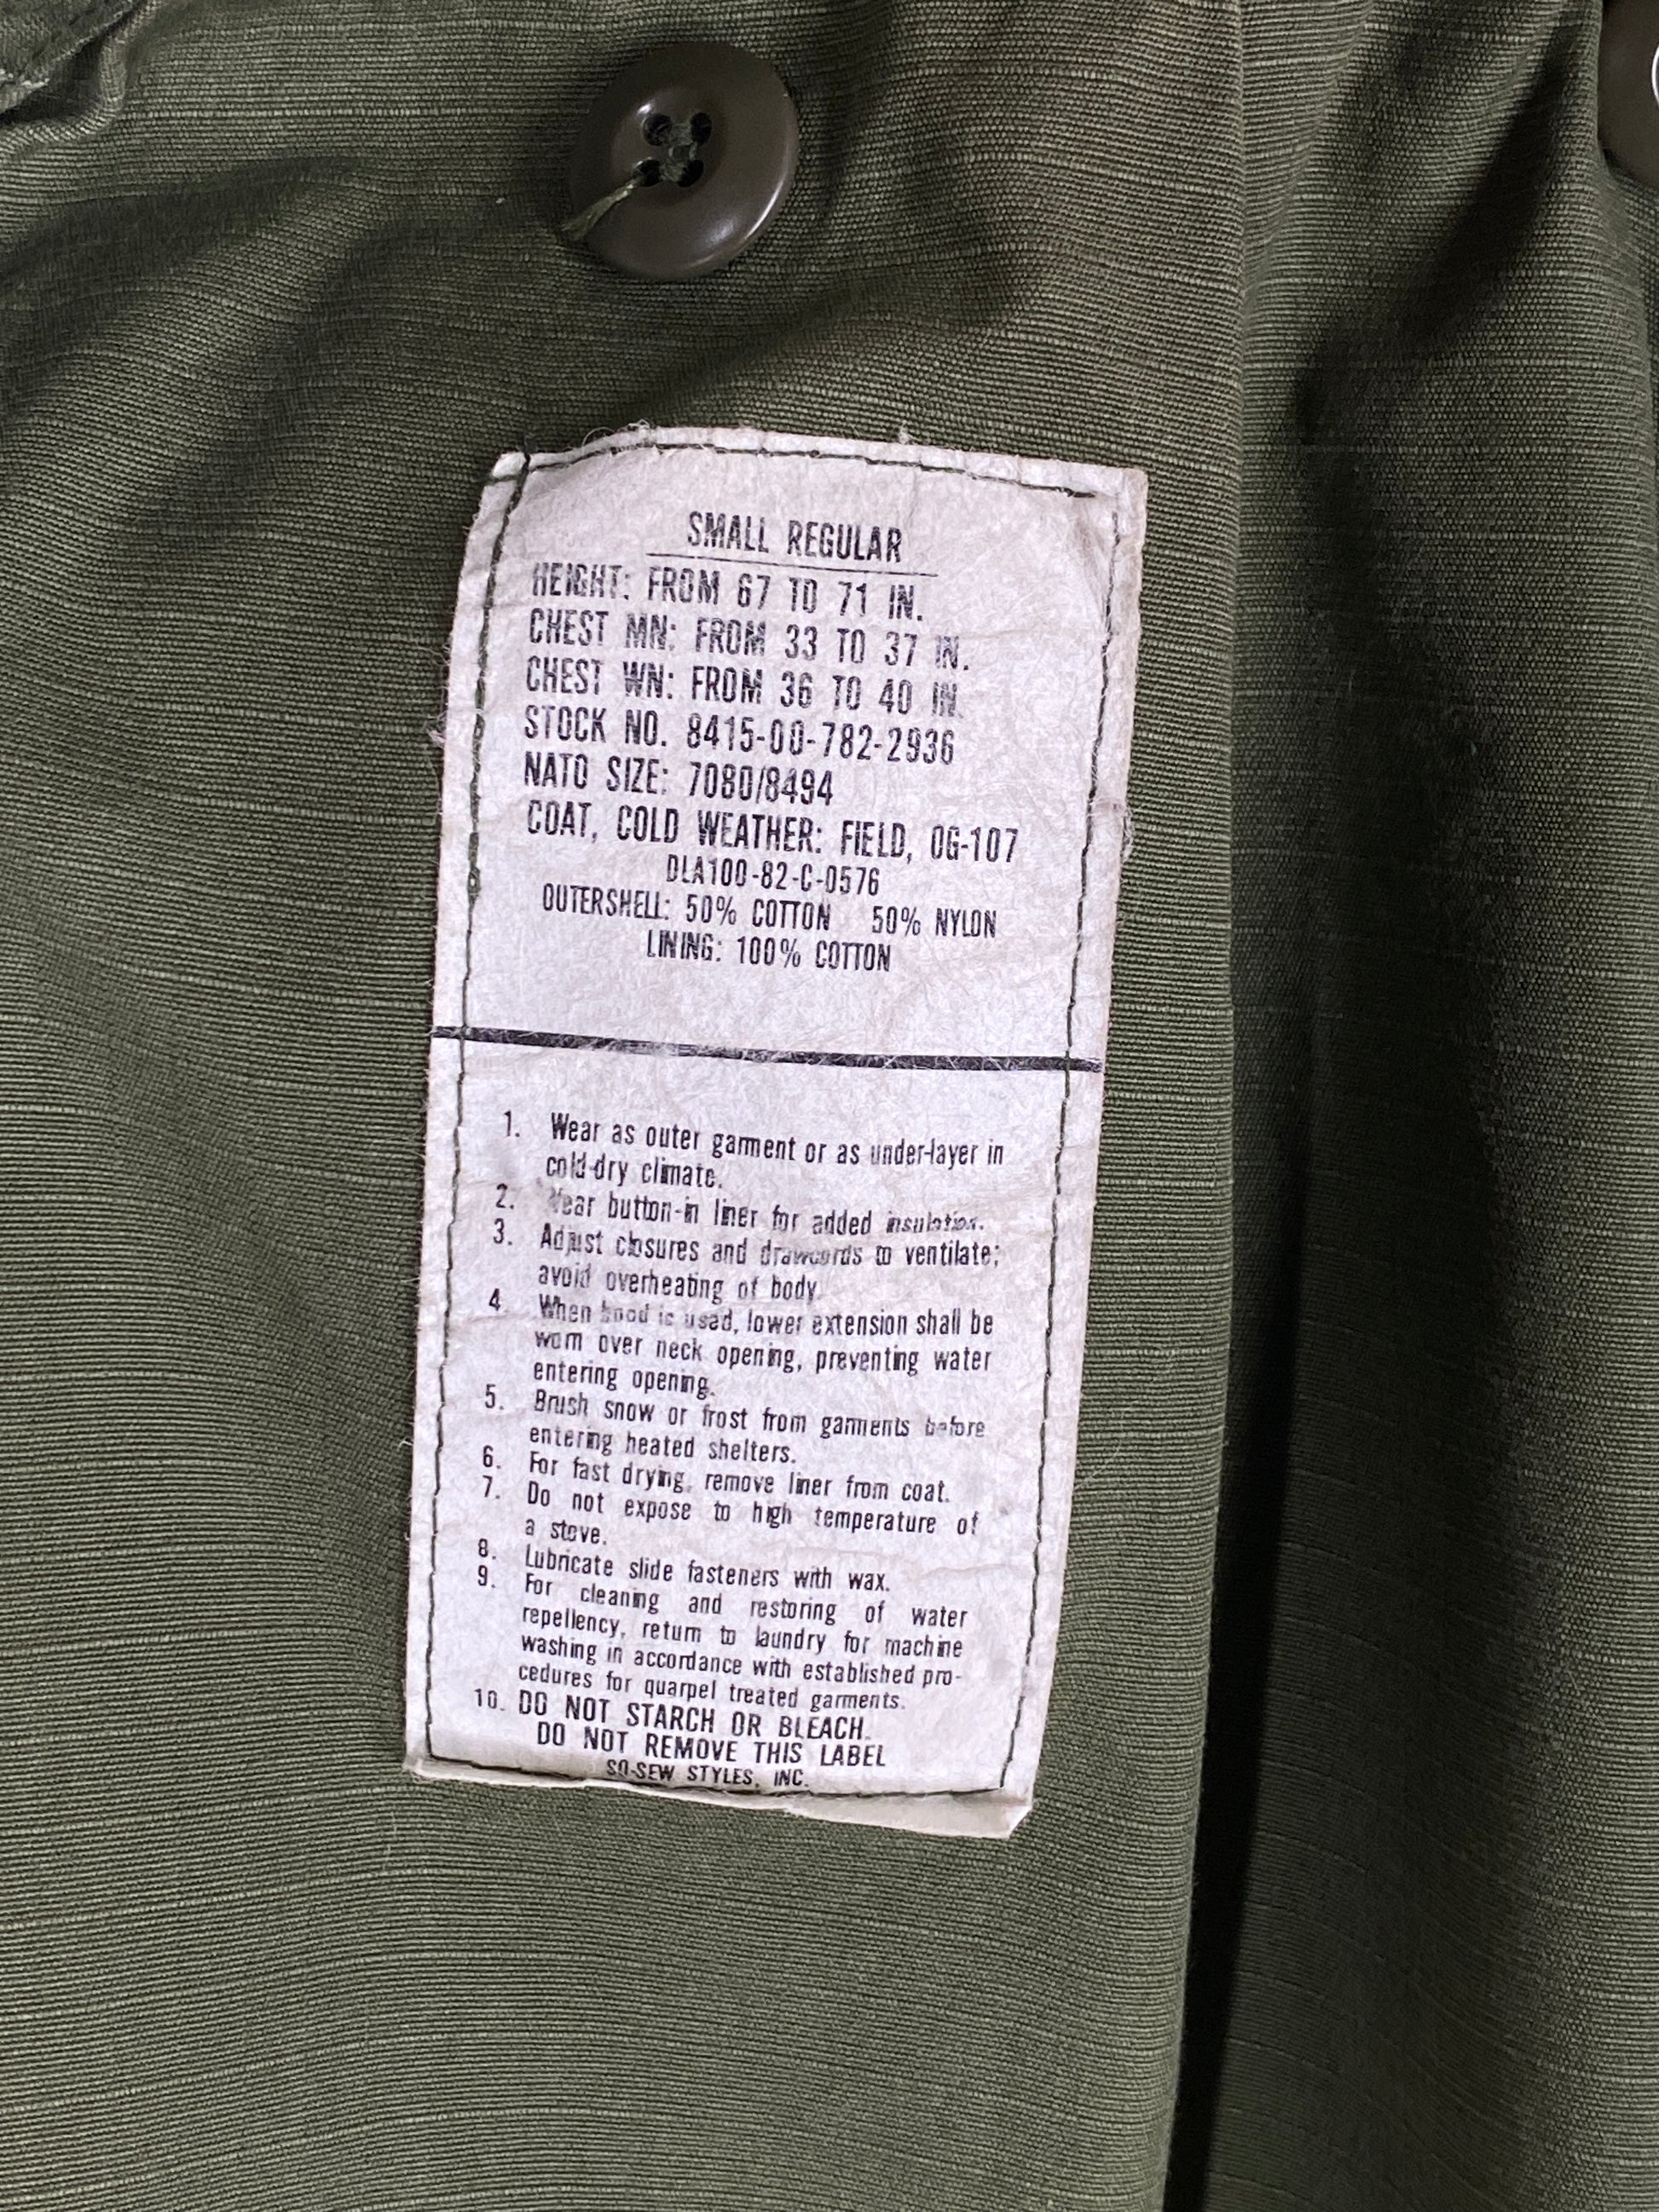 SMALL REGULAR
HEIGHT: FROM 67 TO 71 IN.
CHEST MN: FROM 33 TO 37 IN.
CHEST WN: FROM 36 TO 40 IN.
STOCK NO. 8415-00-782-2936
NATO SIZE: 7080/8494
COAT, COLD WEATHER: FIELD, OG-107
DLA100-82-C-0576
OUTERSHELL: 50% COTTON 50% NYLON
LINING: 100% COTTON
1. Wear as outer garment or as under-layer in
cold-dry climate.
2. Wear button-in liner for added insulation.
3. Adjust closures and drawcords to ventilate;
avoid overheating of body.
4. When hood is used, lower extension shall be
worn over neck opening, preventing water
entering opening.
5. Brush snow or frost from garments before
entering heated shelters.
6. For fast drying, remove liner from coat.
7. Do not expose to high temperature of
a stove.
8. Lubricate slide fasteners with wax.
9. For cleaning and restoring of water
repellency, return to laundry for machine
washing in accordance with established pro-
cedures for quarpel treated garments.
10. DO NOT STARCH OR BLEACH.
DO NOT REMOVE THIS LABEL
SO-SEW STYLES, INC.